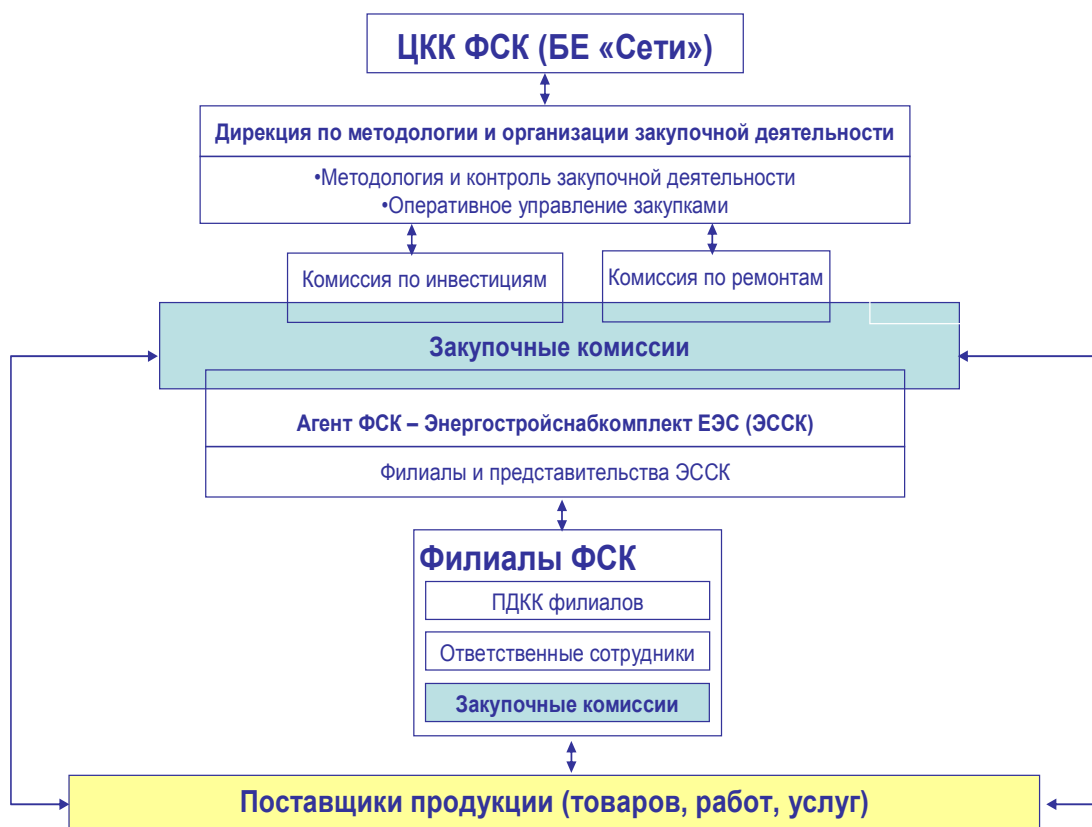 ЦКК ФСК (БЕ «Сети»)
Дирекция по методологии и организации закупочной деятельности
•Методология и контроль закупочной деятельности
•Оперативное управление закупками
Комиссия по инвестициям
Комиссия по ремонтам
Закупочные комиссии
Агент ФСК – Энергостройснабкомплект ЕЭС (ЭССК)
Филиалы и представительства ЭССК
Филиалы ФСК
ПДКК филиалов
Ответственные сотрудники
Закупочные комиссии
Поставщики продукции (товаров, работ, услуг)